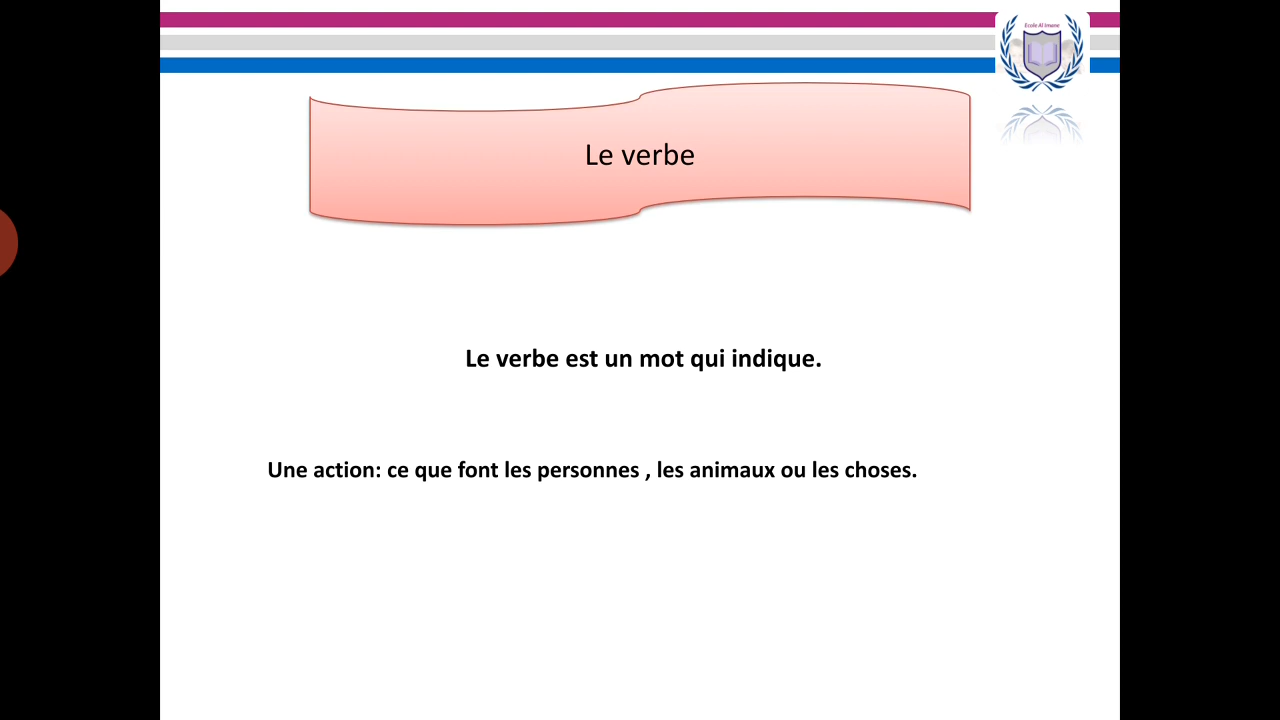 Ecole Al Imane
Le verbe
Le verbe est un mot qui indique.
Une action: ce que font les personnes , les animaux ou les choses.